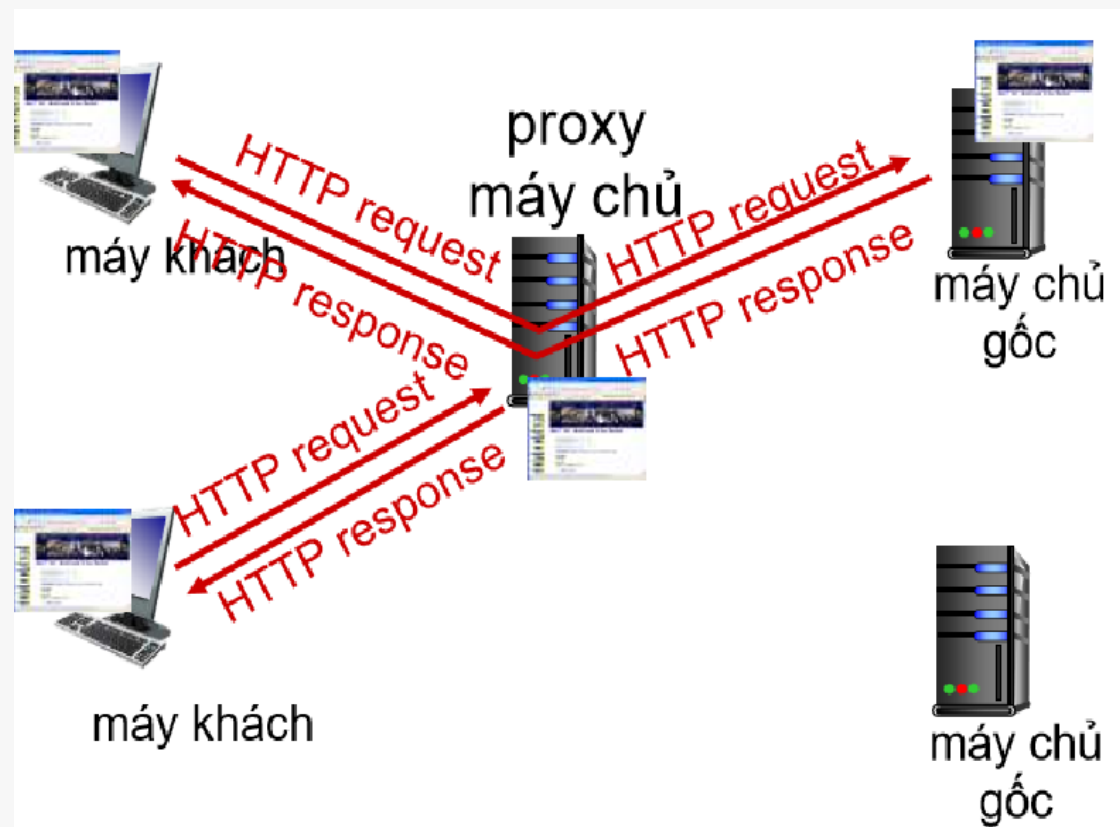 proxy
máy chủ
HTTP request
HTTP response
máy khách
HTTP request
HTTP response
máy chủ
gốc
HTTP request
HTTP response
máy khách
máy chủ
gốc